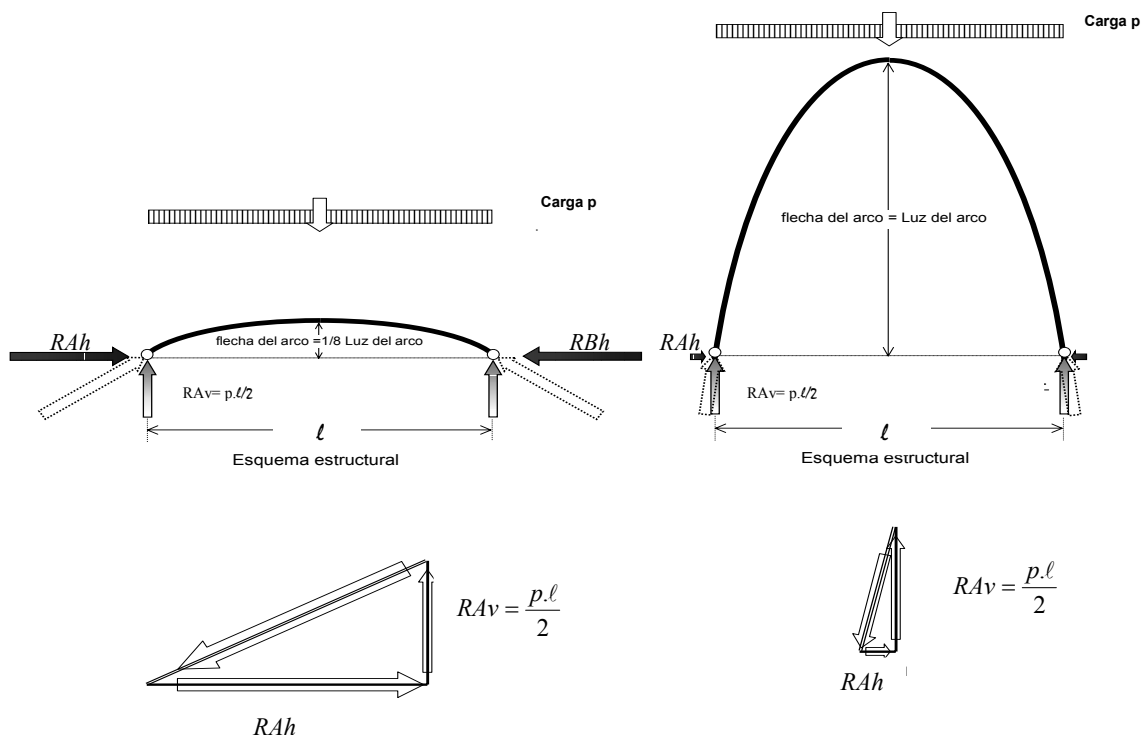 Carga p
flecha del arco =1/8 Luz del arco
RAh
RBh
RAv= p.ℓ/2
ℓ
Esquema estructural
RAv = p.ℓ
2
RAh
Carga p
flecha del arco = Luz del arco
RAh
RAv= p.ℓ/2
ℓ
Esquema estructural
RAv = p.ℓ
2
RAh